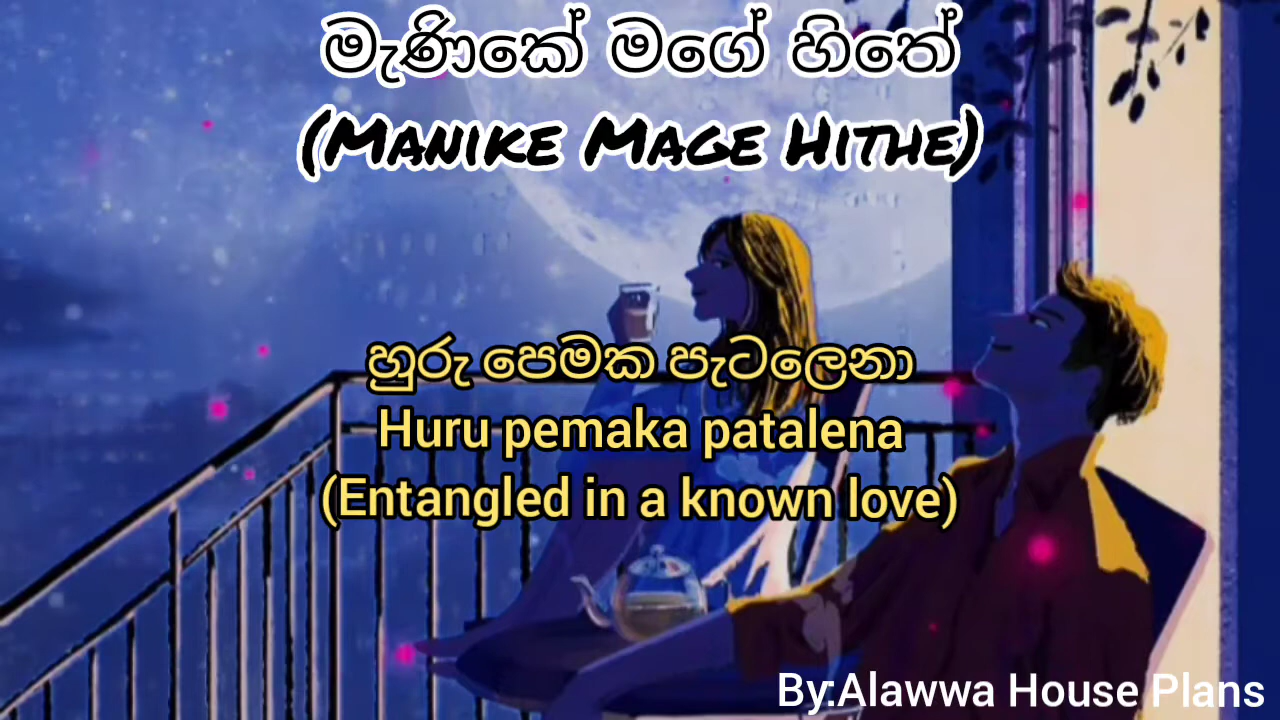 මැණිකේ මගේ හිතේ
(Manike Mage Hithe)
හුරු පෙමක පැටලෙනා
Huru pemaka patalena
(Entangled in a known love)
By:Alawwa House Plans